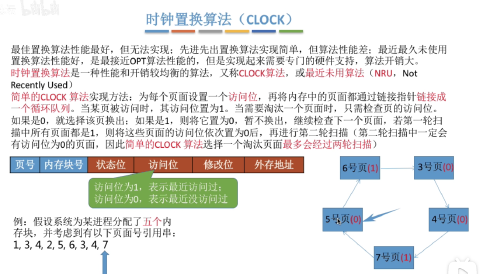 时钟置换算法（CLOCK）
最佳置换算法性能最好，但无法实现；先进先出置换算法实现简单，但算法性能差；最近最久未使用
置换算法性能好，是最接近OPT算法性能的，但是实现起来需要专门的硬件支持，算法开销大。
时钟置换算法是一种性能和开销较均衡的算法，又称CLOCK算法，或最近未用算法（NRU，Not
Recently Used）
简单的CLOCK 算法实现方法：为每个页面设置一个访问位，再将内存中的页面都通过链接指针链接成
一个循环队列。当某页被访问时，其访问位置为1。当需要淘汰一个页面时，只需检查页的访问位。
如果是0，就选择该页换出；如果是1，则将它置为0，暂不换出，继续检查下一个页面，若第一轮扫
描中所有页面都是1，则将这些页面的访问位依次置为0后，再进行第二轮扫描（第二轮扫描中一定会
有访问位为0的页面，因此简单的CLOCK 算法选择一个淘汰页面最多会经过两轮扫描）
页号 内存块号 状态位 访问位 修改位 外存地址
访问位为1，表示最近访问过；
访问位为0，表示最近没访问过
例：假设系统为某进程分配了五个内
存块，并考虑到有以下页面号引用串：
1, 3, 4, 2, 5, 6, 3, 4, 7
6号页(1)
3号页(0)
5号页(0)
4号页(0)
7号页(1)